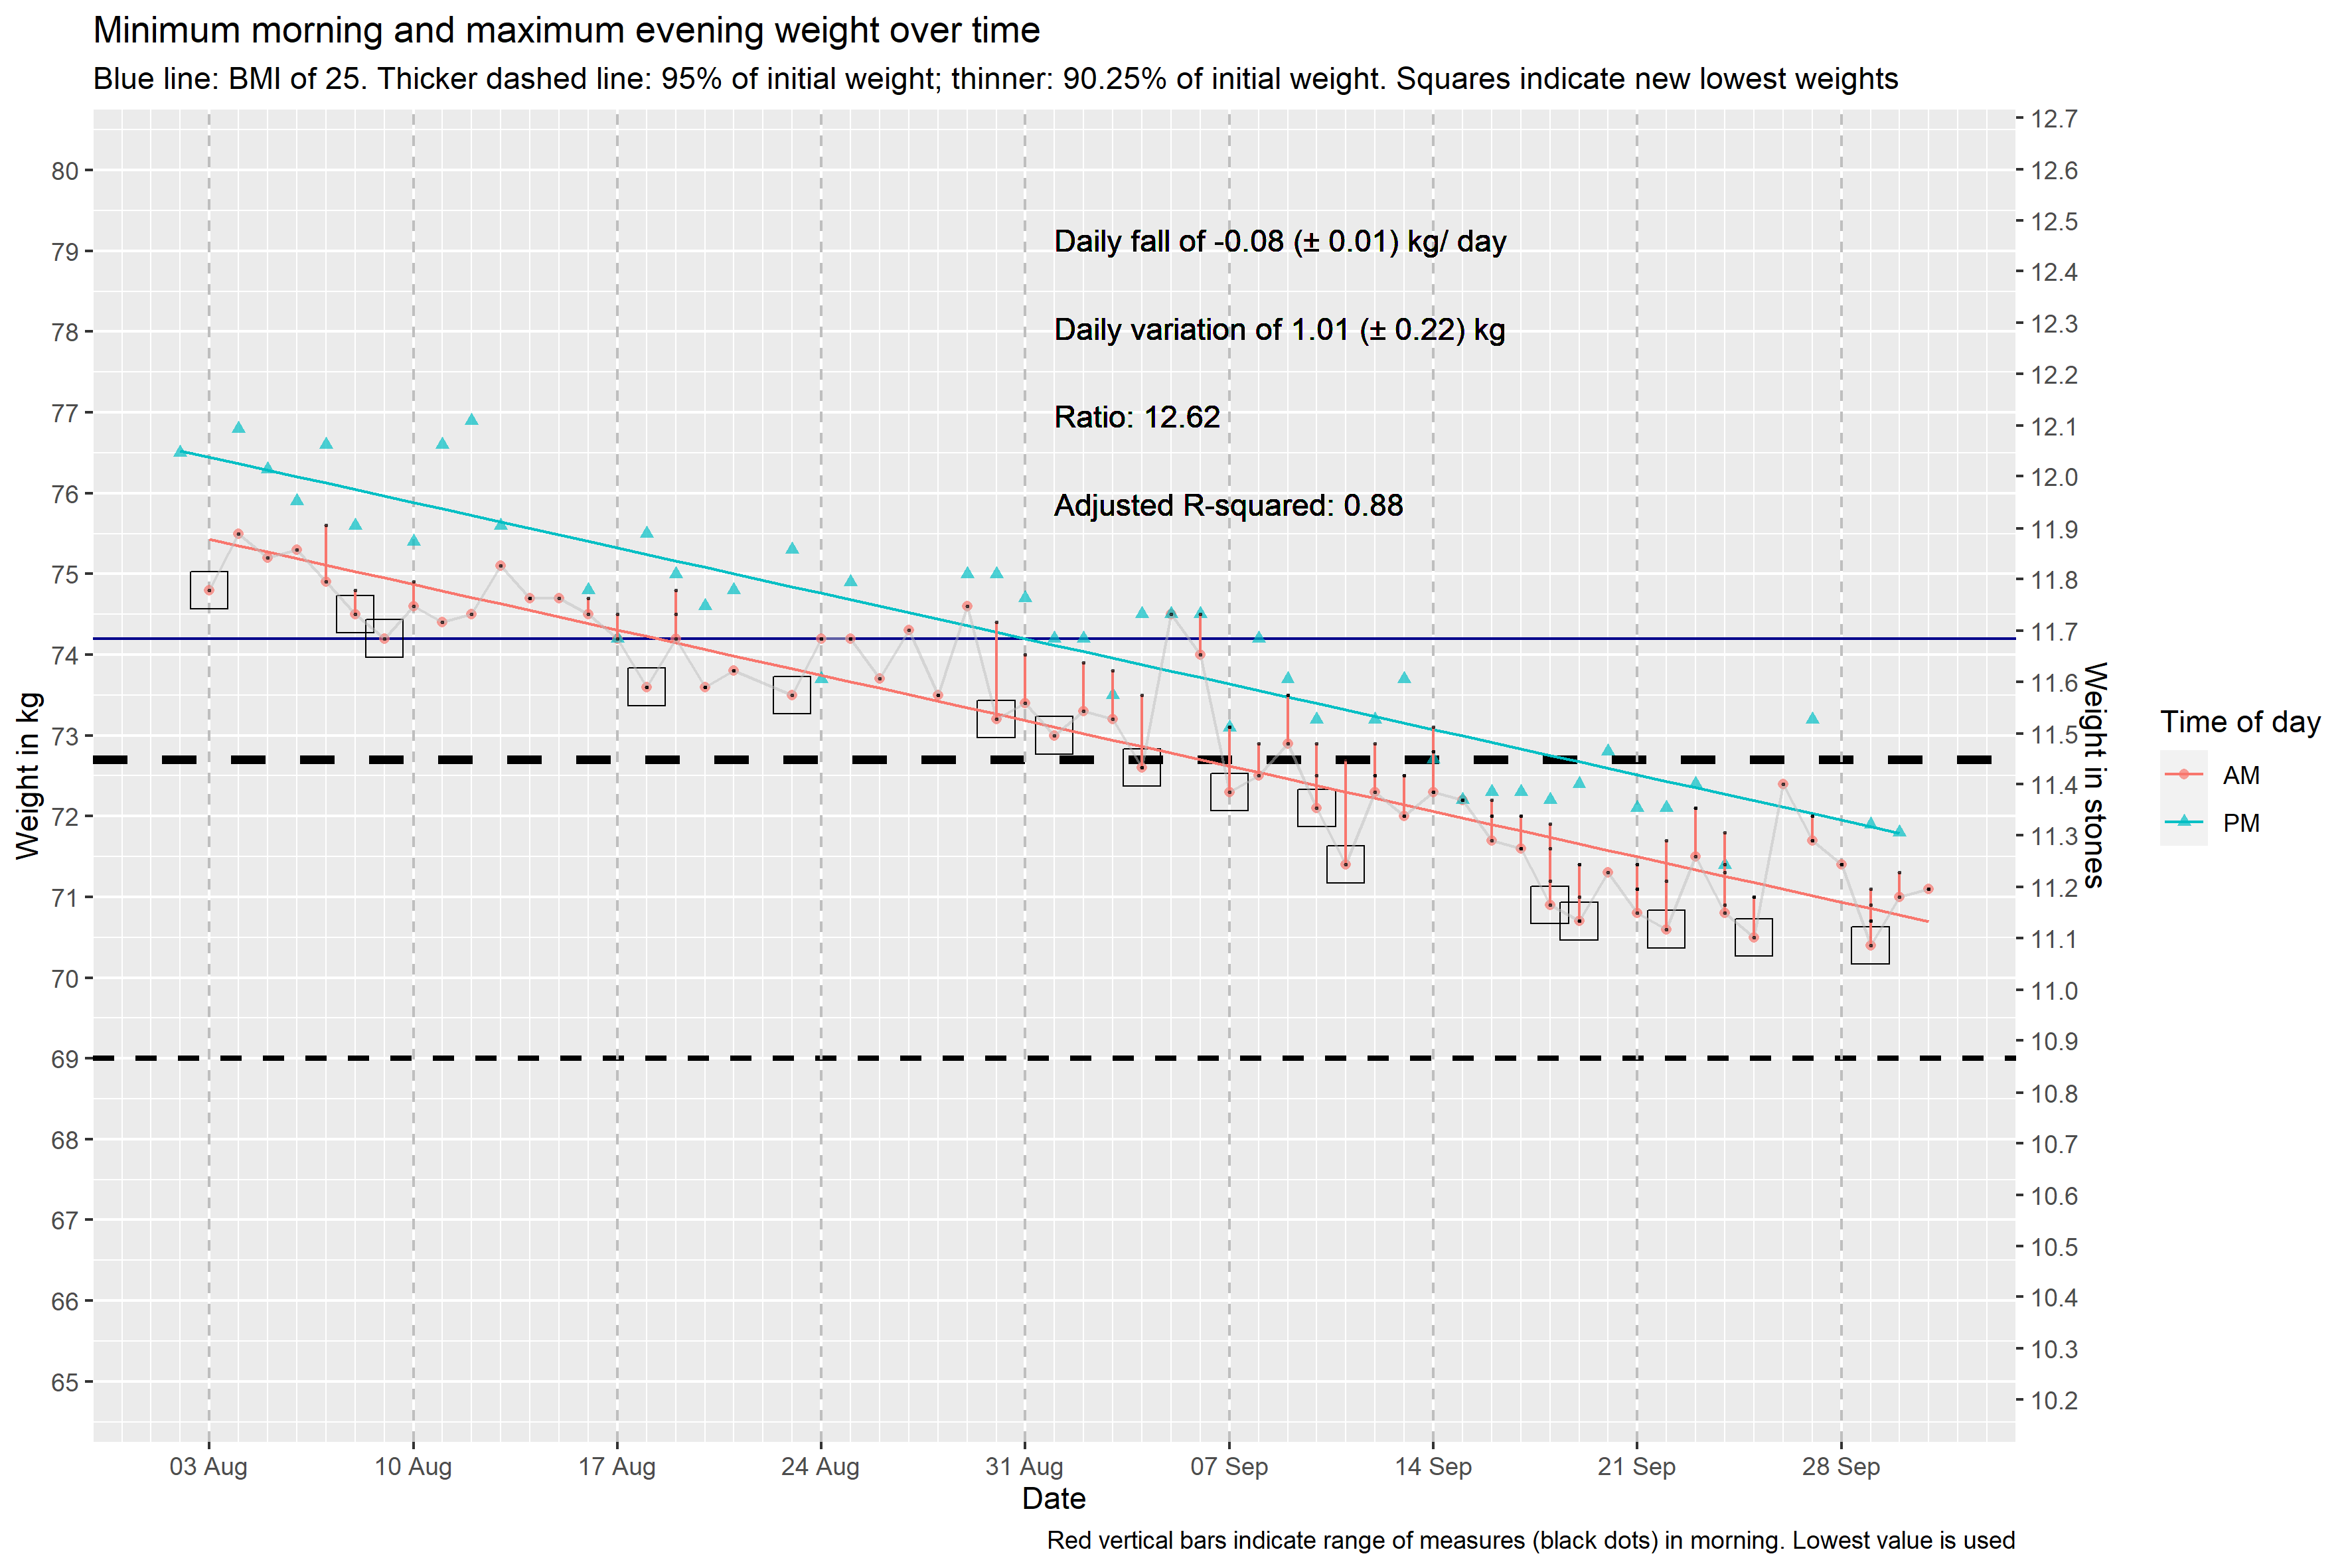 Minimum morning and maximum evening weight over time
Blue line: BMI of 25. Thicker dashed line: 95% of initial weight; thinner: 90.25% of initial weight. Squares indicate new lowest weights
Weight in kg
80
79
78
77
76
75
74
73
72
71
70
69
68
67
66
65
Daily fall of -0.08 (± 0.01) kg/ day
Daily variation of 1.01 (± 0.22) kg
Ratio: 12.62
Adjusted R-squared: 0.88
12.7
12.6
12.5
12.4
12.3
12.2
12.1
12.0
11.9
11.8
11.7
11.6
11.5
11.4
11.3
11.2
11.1
11.0
10.9
10.8
10.7
10.6
10.5
10.4
10.3
10.2
Weight in stones
Time of day
AM
PM
03 Aug
10 Aug
17 Aug
24 Aug
31 Aug
07 Sep
14 Sep
21 Sep
28 Sep
Date
Red vertical bars indicate range of measures (black dots) in morning. Lowest value is used